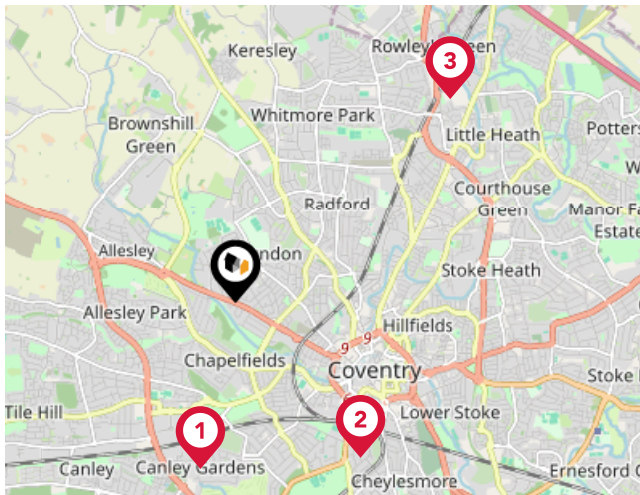 Keresley
Rowley Green
3
Brownshill
Green
Whitmore Park
Little Heath
Potters
Courthouse
Green
Radford
Manor Fa
Estate
Allesley
ndon
Stoke Heath
Allesley Park
Hillfields
9
9
Chapelfields
Coventry
Stoke
Tile Hill
1
2
Lower Stoke
Canley
Canley Gardens
Cheylesmore
Ernesford G